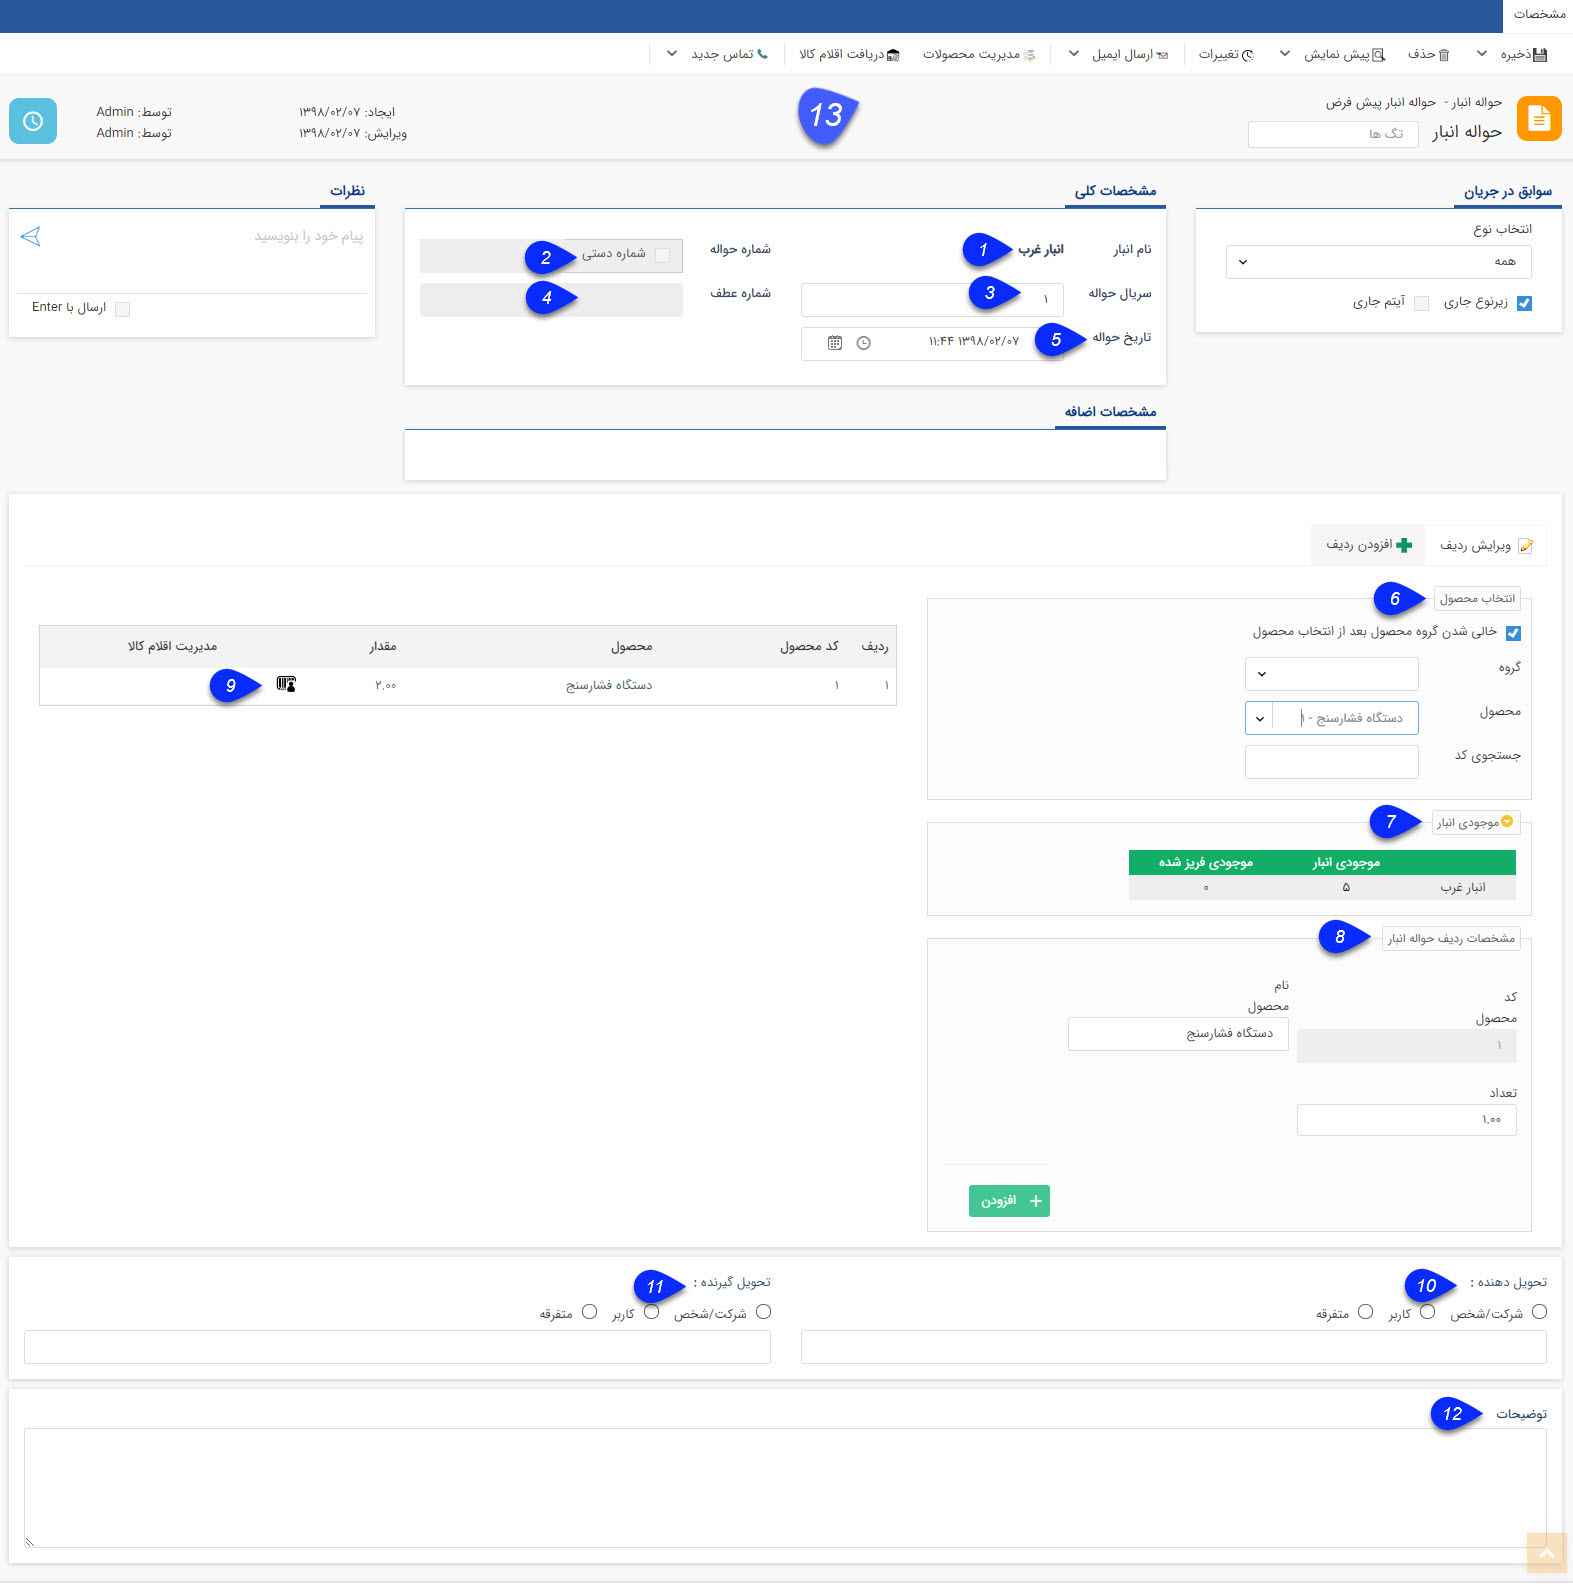 مشخصات
ذخیره
حذف
پیش نمایش
تغییرات
ارسال ایمیل
مدیریت محصولات
دریافت اقلام کالا
تماس جدید
حواله انبار - حواله انبار پیش فرض
حواله انبار
تگ ها
13
ایجاد: ۱۳۹۸/۰۲/۰۷
توسط: Admin
ویرایش: ۱۳۹۸/۰۲/۰۷
توسط: Admin
سوابق در جریان
انتخاب نوع
همه
زیرنوع جاری
آیتم جاری
مشخصات کلی
نام انبار
انبار غرب
1
شماره حواله
شماره دستی
2
سریال حواله
۱
3
شماره عطف
4
تاریخ حواله
5
۱۳۹۸/۰۲/۰۷ ۱۱:۴۴
نظرات
پیام خود را بنویسید
ارسال با Enter
مشخصات اضافه
ویرایش ردیف
افزودن ردیف
انتخاب محصول
6
خالی شدن گروه محصول بعد از انتخاب محصول
گروه
محصول
دستگاه فشارسنج - ۱
جستجوی کد
موجودی انبار
7
موجودی انبار
موجودی فریز شده
انبار غرب
۵
۰
مشخصات ردیف حواله انبار
8
کد
محصول
۱
نام
محصول
دستگاه فشارسنج
تعداد
۱.۰۰
افزودن
ردیف
کد محصول
محصول
مقدار
مدیریت اقلام کالا
۱
۱
دستگاه فشارسنج
۲.۰۰
9
تحویل دهنده :
10
شرکت/شخص
کاربر
متفرقه
تحویل گیرنده :
11
شرکت/شخص
کاربر
متفرقه
توضیحات
12